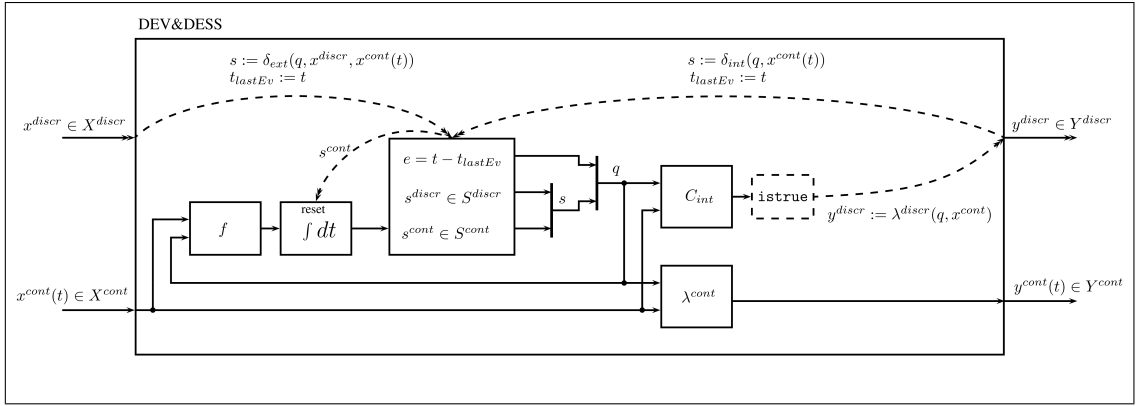 DEV&DESS
s := δ_ext(q, x^discr, x^cont(t))
t_lastEv := t
s := δ_int(q, x^cont(t))
t_lastEv := t
x^discr ∈ X^discr
y^discr ∈ Y^discr
s^cont
e = t − t_lastEv
q
s^discr ∈ S^discr
s
C_int
istrue
reset
f
∫ dt
s^cont ∈ S^cont
y^discr := λ^discr(q, x^cont)
x^cont(t) ∈ X^cont
λ^cont
y^cont(t) ∈ Y^cont